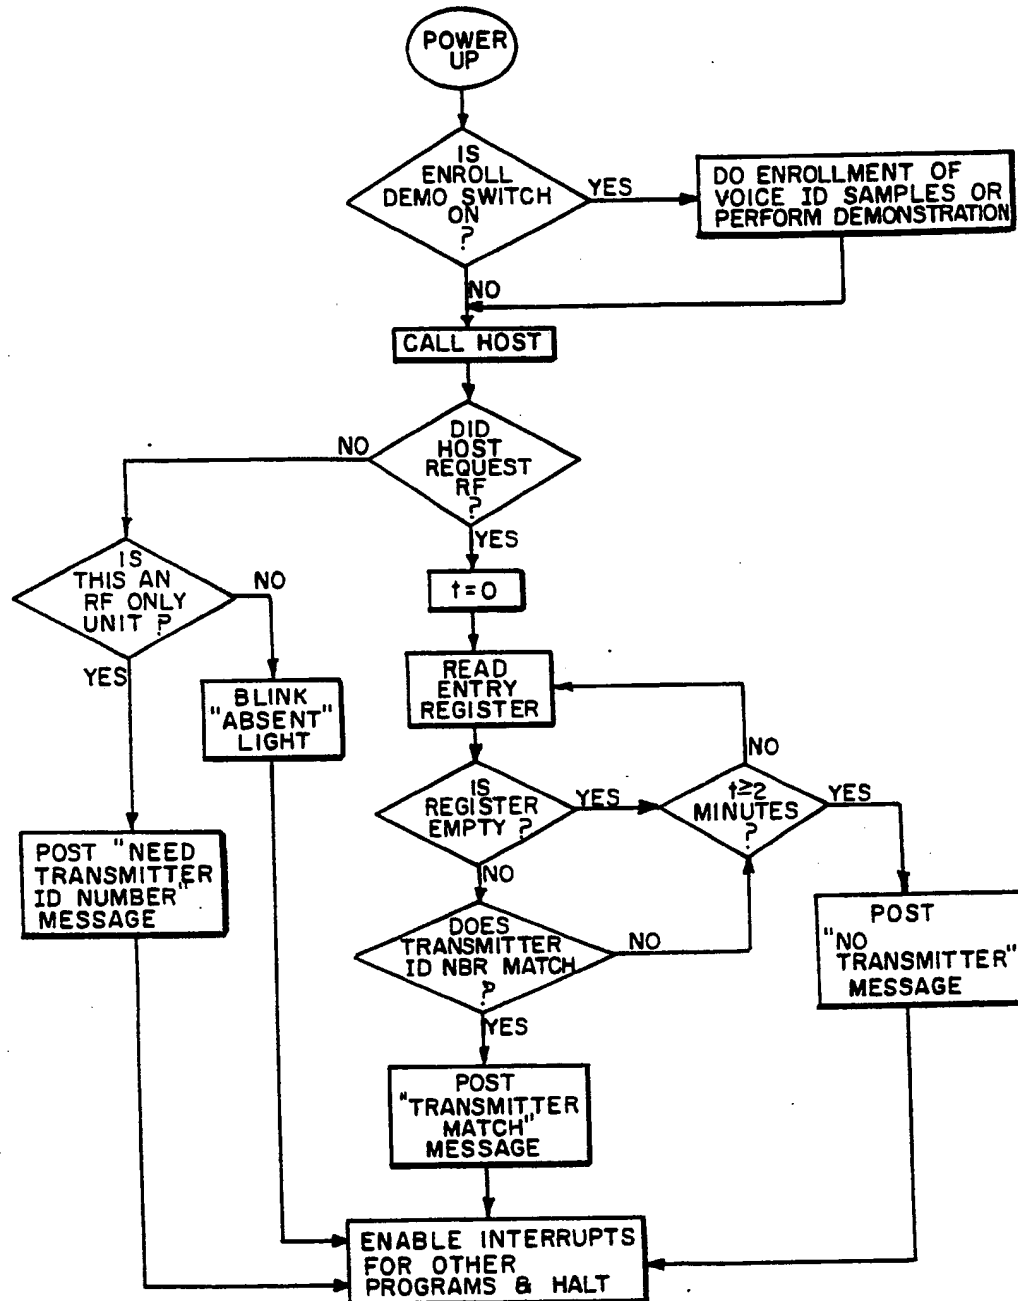 POWER
UP
IS
ENROLL
DEMO SWITCH
ON
?
YES
DO ENROLLMENT OF
VOICE ID SAMPLES OR
PERFORM DEMONSTRATION
NO
CALL HOST
DID
HOST
REQUEST
RF
?
NO
YES
IS
THIS AN
RF ONLY
UNIT ?
NO
YES
t=0
READ
ENTRY
REGISTER
BLINK
"ABSENT"
LIGHT
NO
IS
REGISTER
EMPTY ?
YES
t≥2
MINUTES
?
YES
POST "NEED
TRANSMITTER
ID NUMBER"
MESSAGE
NO
DOES
TRANSMITTER
ID NBR MATCH
?
NO
YES
POST
"NO
TRANSMITTER"
MESSAGE
POST
"TRANSMITTER
MATCH"
MESSAGE
ENABLE INTERRUPTS
FOR OTHER
PROGRAMS & HALT